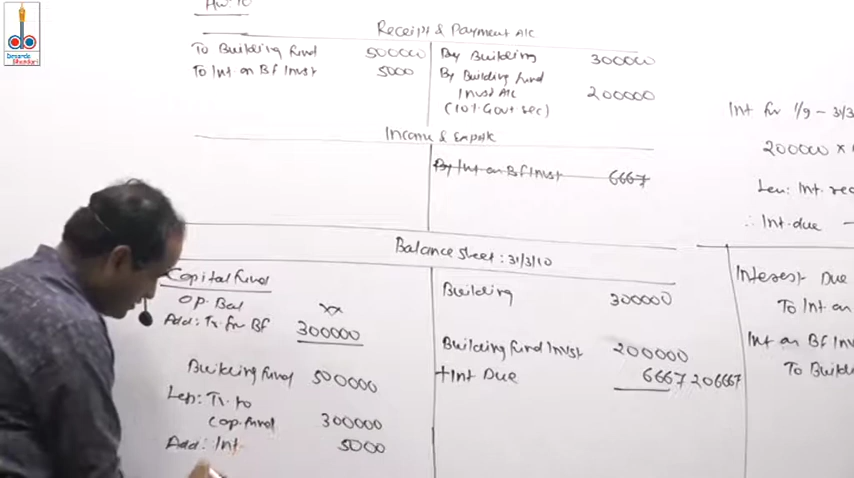 Hw: 10
Receipt & Payment A/c
To Building Fund 500000
To Int on BF Invst 5000
By Building 300000
By Building Fund
Invst A/c 200000
(10% Govt sec)
Income & Exp A/c
By Int on BF Invst 6667
Balance sheet: 31/3/10
Capital fund
Op. Bal xx
Add: Tr. fr BF 300000
Building fund 500000
Less: Tr. to
Cap. fund 300000
Add: Int. 5000
Building 300000
Building fund Invst 200000
+Int Due 6667 206667
Int for 1/9 - 31/3
200000 ×
Less: Int. rec
∴ Int. due
Interest Due
To Int on
Int on BF Inv
To Build